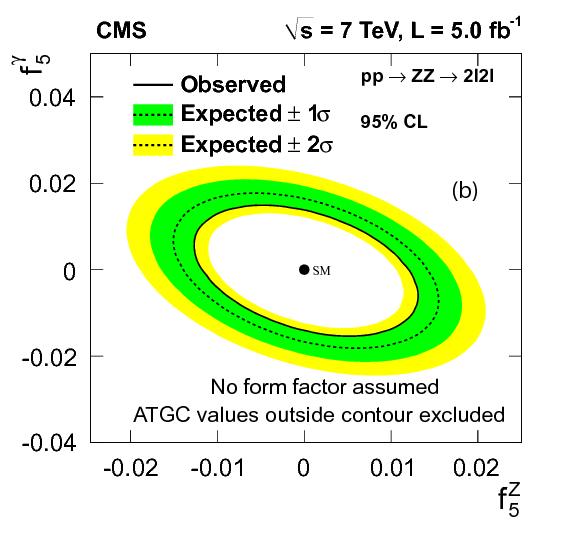 CMS
√s = 7 TeV, L = 5.0 fb⁻¹
f₅^γ
Observed
Expected ± 1σ
Expected ± 2σ
pp → ZZ → 2l2l
95% CL
(b)
SM
No form factor assumed
ATGC values outside contour excluded
0.04
0.02
0
-0.02
-0.04
-0.02
-0.01
0
0.01
0.02
f₅^Z